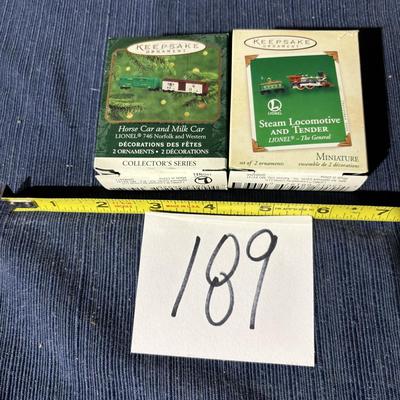 KEEPSAKE
ORNAMENT
Horse Car and Milk Car
LIONEL® 746 Norfolk and Western
DÉCORATIONS DES FÊTES
2 ORNAMENTS • 2 DÉCORATIONS
COLLECTOR'S SERIES
KEEPSAKE
ORNAMENT
L
LIONEL
Steam Locomotive
AND TENDER
LIONEL® – The General
MINIATURE
set of 2 ornaments
ensemble de 2 décorations
1 2 3 4 5 6 7
189